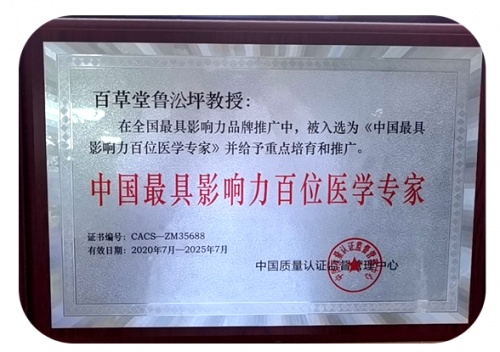 百草堂鲁淞坪教授：
在全国最具影响力品牌推广中，被入选为《中国最具
影响力百位医学专家》并给予重点培育和推广。
中国最具影响力百位医学专家
证书编号：CACS—ZM35688
有效日期：2020年7月—2025年7月
中国质量认证监督管理中心